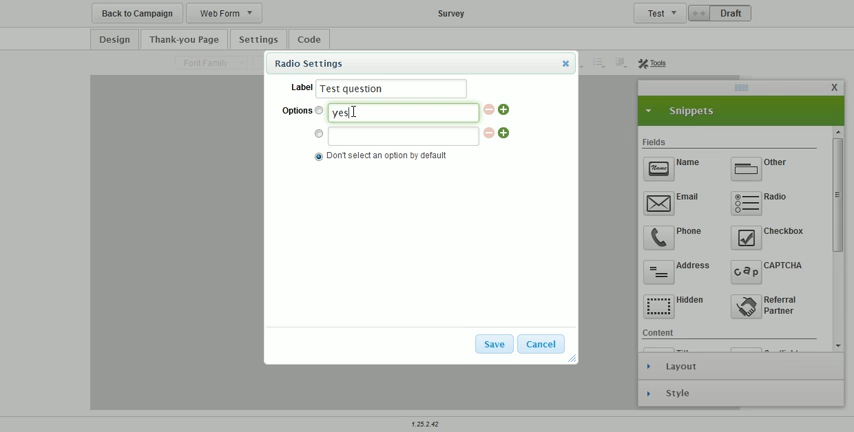 Back to Campaign
Web Form
Survey
Test
Draft
Design
Thank-you Page
Settings
Code
Font Family
Tools
Radio Settings
Label
Test question
Options
yes
Don't select an option by default
Save
Cancel
X
Snippets
Fields
Name
Name
Other
Email
Radio
Phone
Checkbox
Address
cap
CAPTCHA
Hidden
Referral
Partner
Content
Layout
Style
1.25.2.42